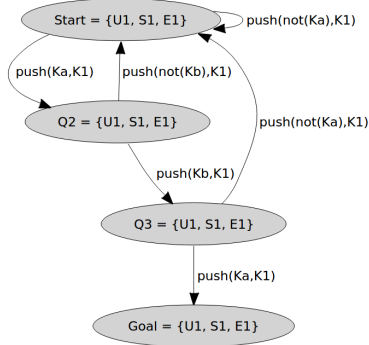 Start = {U1, S1, E1}
push(not(Ka),K1)
push(Ka,K1)
push(not(Kb),K1)
Q2 = {U1, S1, E1}
push(not(Ka),K1)
push(Kb,K1)
Q3 = {U1, S1, E1}
push(Ka,K1)
Goal = {U1, S1, E1}